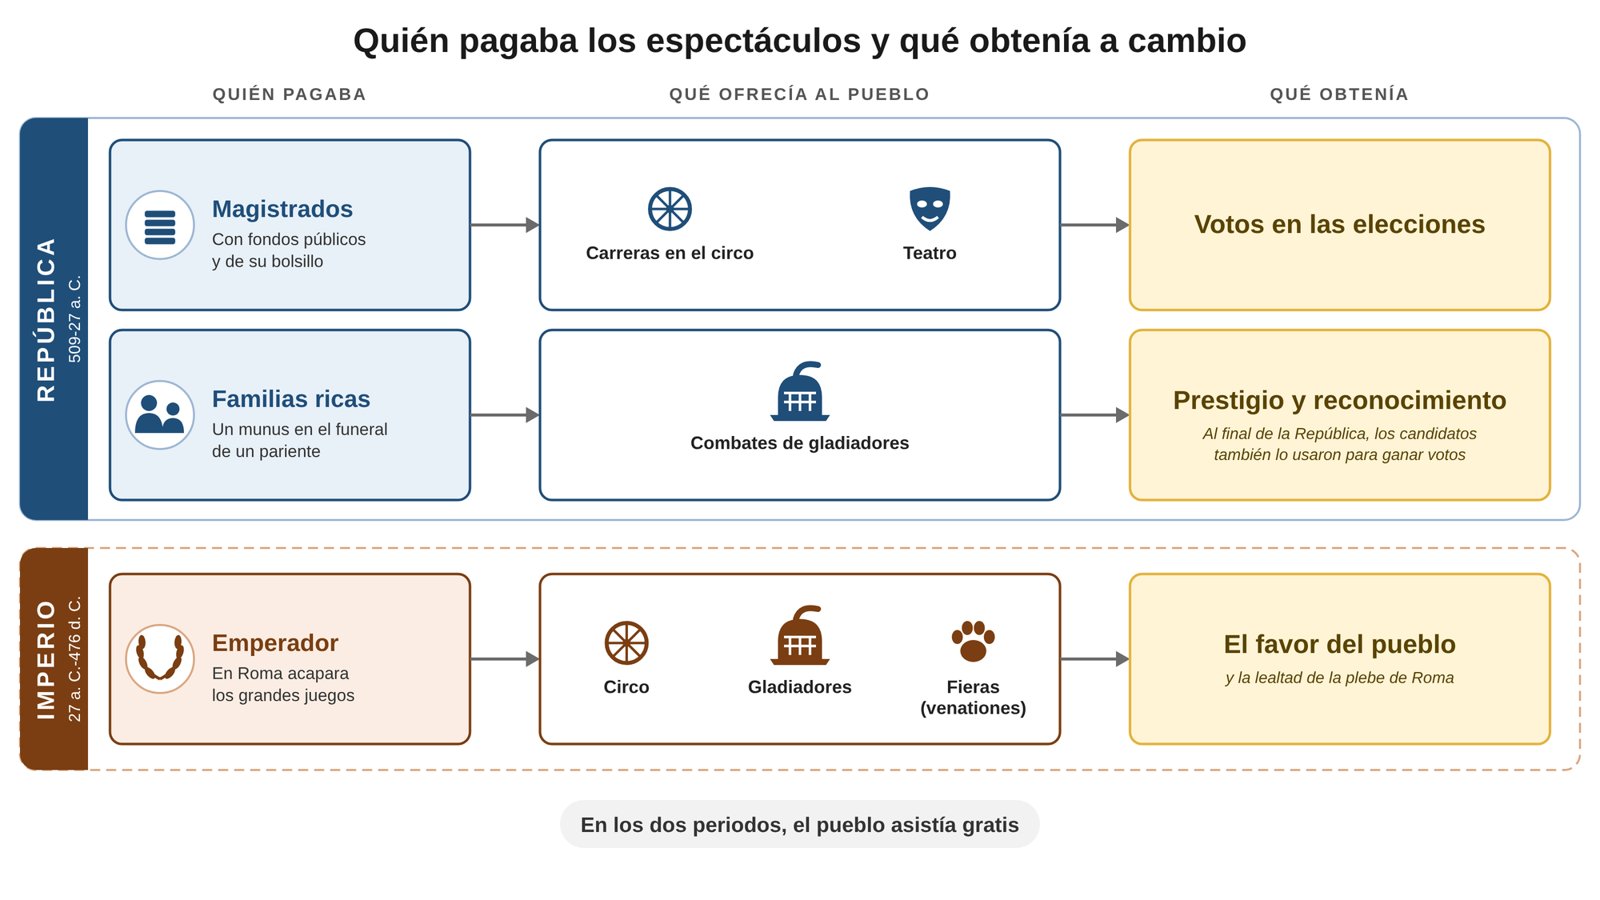 Quién pagaba los espectáculos y qué obtenía a cambio
QUIÉN PAGABA
QUÉ OFRECÍA AL PUEBLO
QUÉ OBTENÍA
REPÚBLICA
509-27 a. C.
Magistrados
Con fondos públicos
y de su bolsillo
Carreras en el circo
Teatro
Votos en las elecciones
Familias ricas
Un munus en el funeral
de un pariente
Combates de gladiadores
Prestigio y reconocimiento
Al final de la República, los candidatos
también lo usaron para ganar votos
IMPERIO
27 a. C.-476 d. C.
Emperador
En Roma acapara
los grandes juegos
Circo
Gladiadores
Fieras
(venationes)
El favor del pueblo
y la lealtad de la plebe de Roma
En los dos periodos, el pueblo asistía gratis